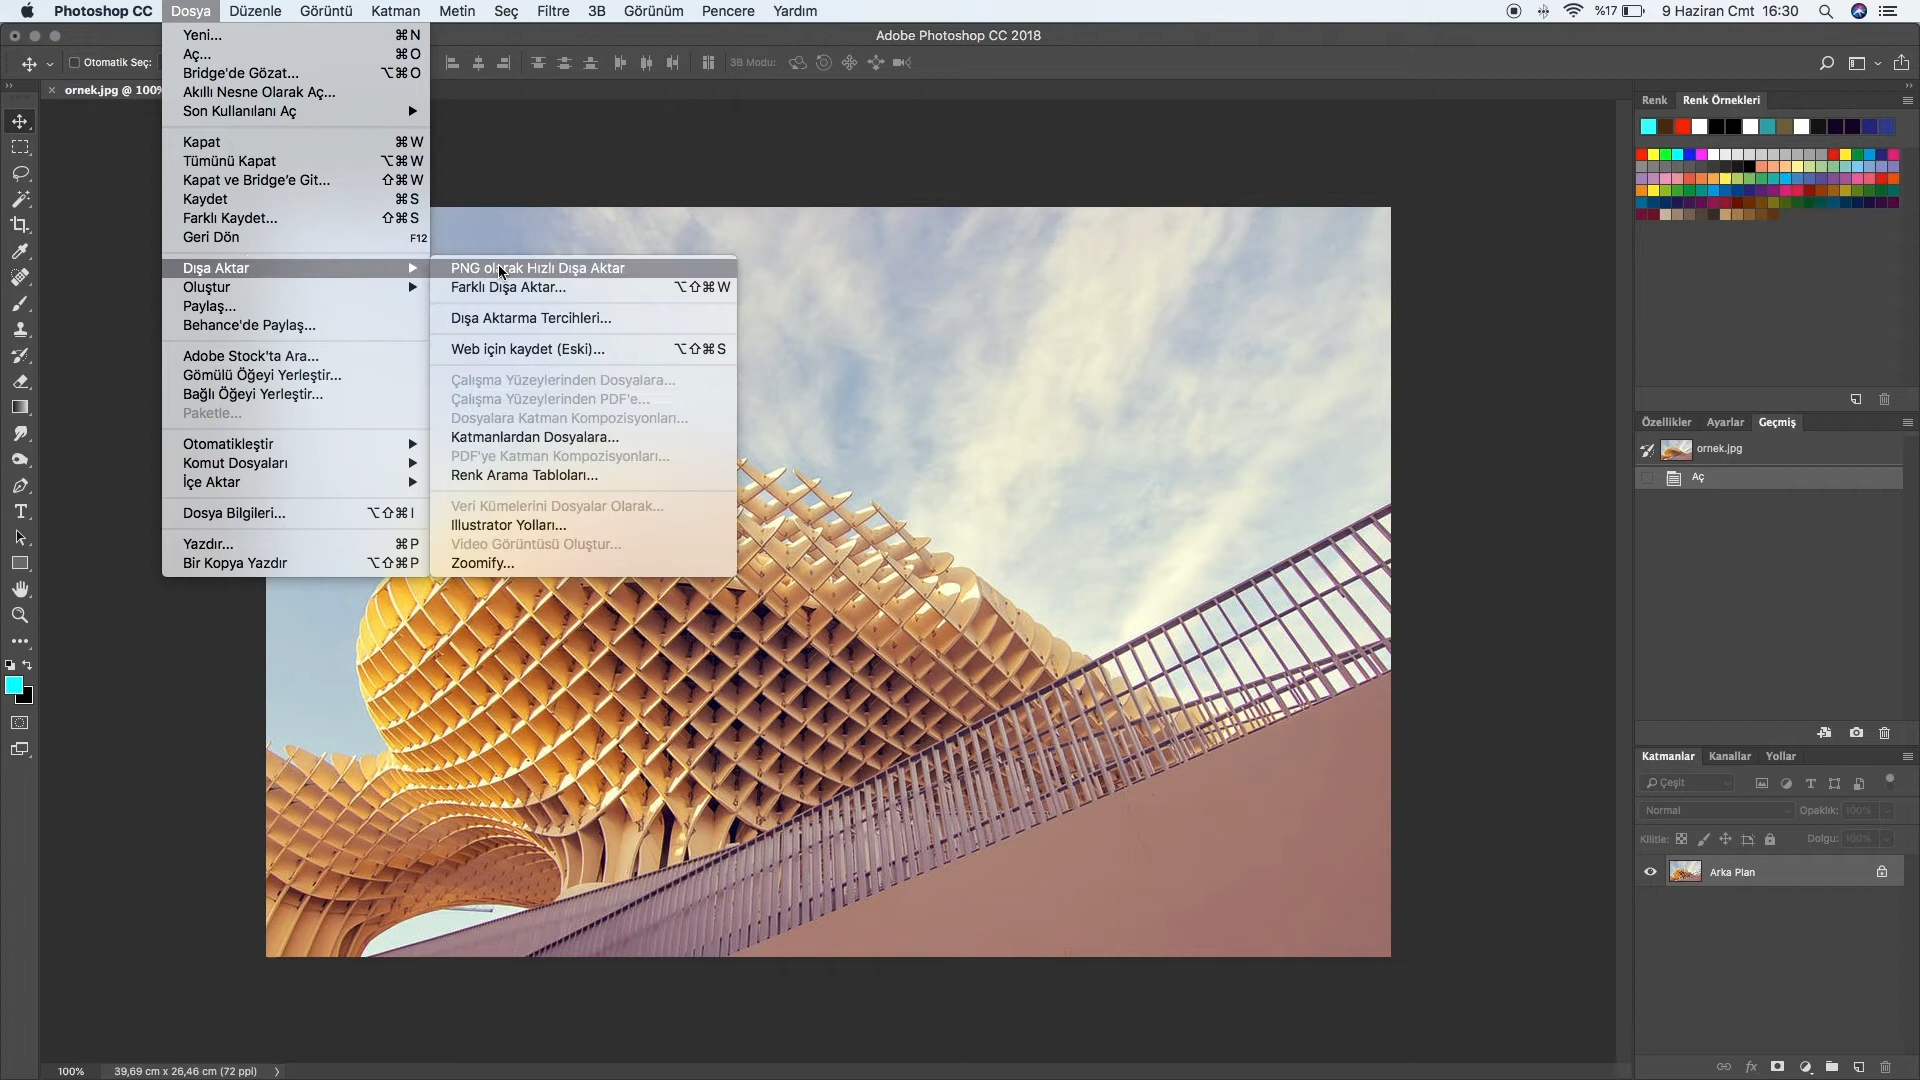 Photoshop CC Dosya Düzenle Görüntü Katman Metin Seç Filtre 3B Görünüm Pencere Yardım %17 9 Haziran Cmt 16:30
Adobe Photoshop CC 2018
Otomatik Seç: 3B Modu:
ornek.jpg @ 100%
Yeni... ⌘N
Aç... ⌘O
Bridge'de Gözat... ⌥⌘O
Akıllı Nesne Olarak Aç...
Son Kullanılanı Aç
Kapat ⌘W
Tümünü Kapat ⌥⌘W
Kapat ve Bridge'e Git... ⇧⌘W
Kaydet ⌘S
Farklı Kaydet... ⇧⌘S
Geri Dön F12
Dışa Aktar
Oluştur
Paylaş...
Behance'de Paylaş...
Adobe Stock'ta Ara...
Gömülü Öğeyi Yerleştir...
Bağlı Öğeyi Yerleştir...
Paketle...
Otomatikleştir
Komut Dosyaları
İçe Aktar
Dosya Bilgileri... ⌥⇧⌘I
Yazdır... ⌘P
Bir Kopya Yazdır ⌥⇧⌘P
PNG olarak Hızlı Dışa Aktar
Farklı Dışa Aktar... ⌥⇧⌘W
Dışa Aktarma Tercihleri...
Web için kaydet (Eski)... ⌥⇧⌘S
Çalışma Yüzeylerinden Dosyalara...
Çalışma Yüzeylerinden PDF'e...
Dosyalara Katman Kompozisyonları...
Katmanlardan Dosyalara...
PDF'ye Katman Kompozisyonları...
Renk Arama Tabloları...
Veri Kümelerini Dosyalar Olarak...
Illustrator Yolları...
Video Görüntüsü Oluştur...
Zoomify...
Renk Renk Örnekleri
Özellikler Ayarlar Geçmiş
ornek.jpg
Aç
Katmanlar Kanallar Yollar
Çeşit
Normal Opaklık: 100%
Kilitle: Dolgu: 100%
Arka Plan
100% 39,69 cm x 26,46 cm (72 ppi)